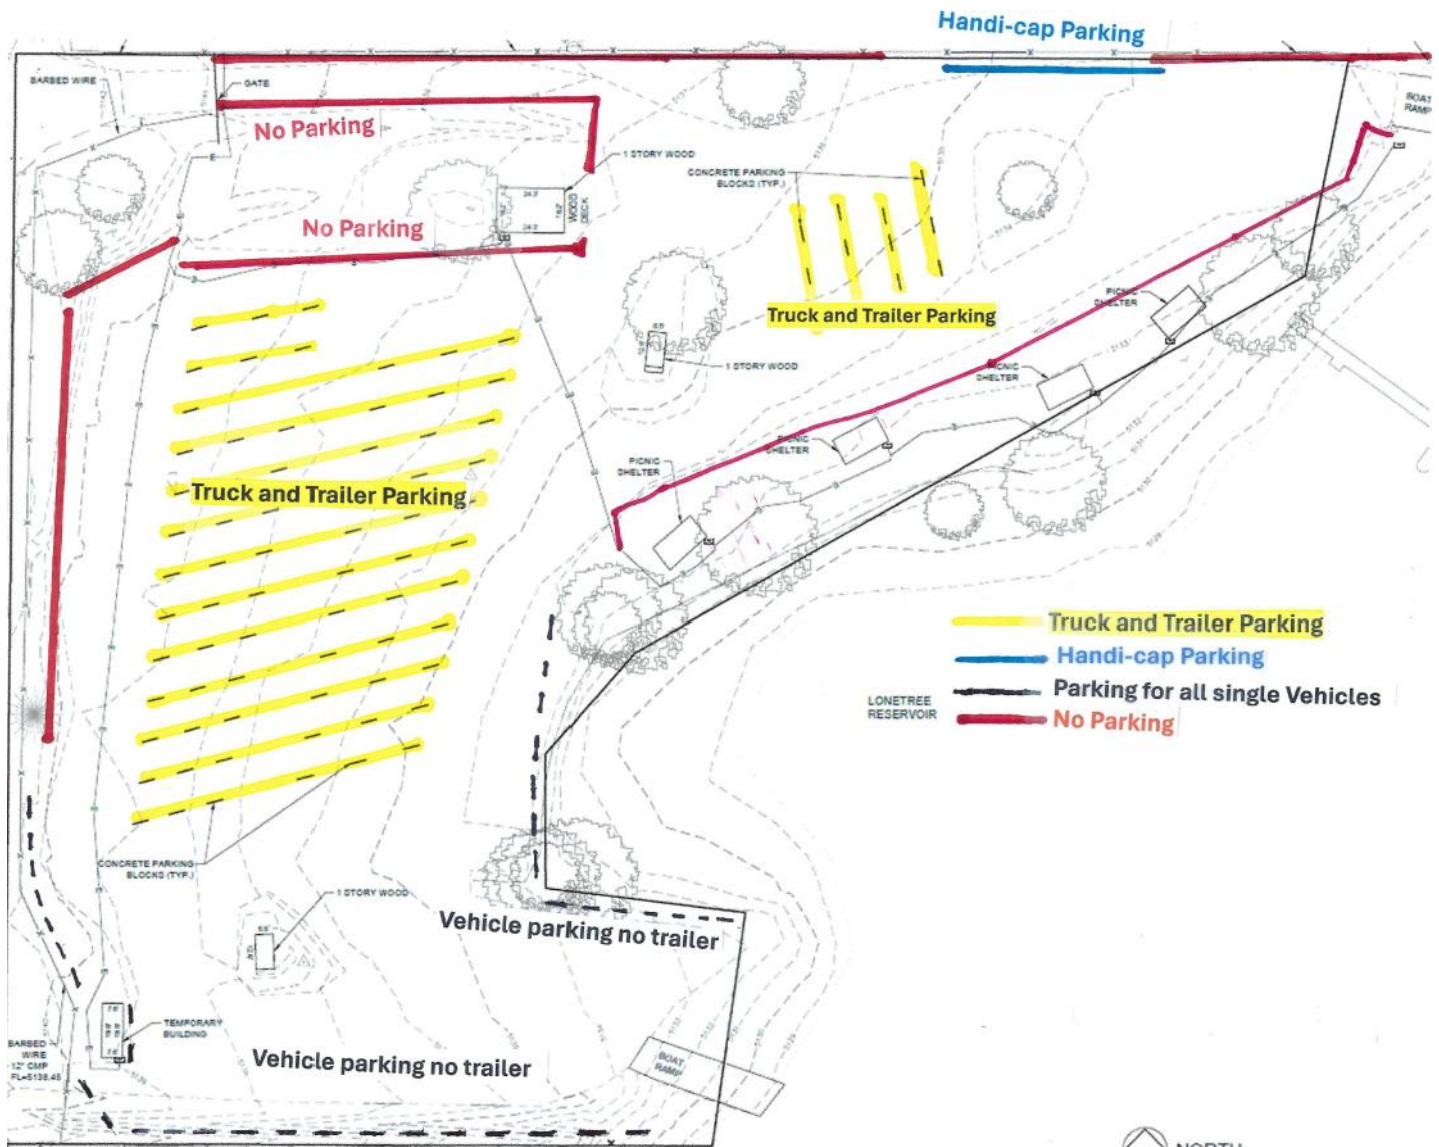 Handi-cap Parking
BARBED WIRE
GATE
BOAT
RAMP
No Parking
1 STORY WOOD
CONCRETE PARKING
BLOCKS (TYP.)
24.3'
WOOD
DECK
24.3'
No Parking
PICNIC
SHELTER
Truck and Trailer Parking
1 STORY WOOD
PICNIC
SHELTER
PICNIC
SHELTER
PICNIC
SHELTER
Truck and Trailer Parking
Truck and Trailer Parking
Handi-cap Parking
Parking for all single Vehicles
LONETREE
RESERVOIR
No Parking
CONCRETE PARKING
BLOCKS (TYP.)
1 STORY WOOD
Vehicle parking no trailer
TEMPORARY
BUILDING
BARBED
WIRE
12" CMP
FL=5138.45
Vehicle parking no trailer
BOAT
RAMP
NORTH